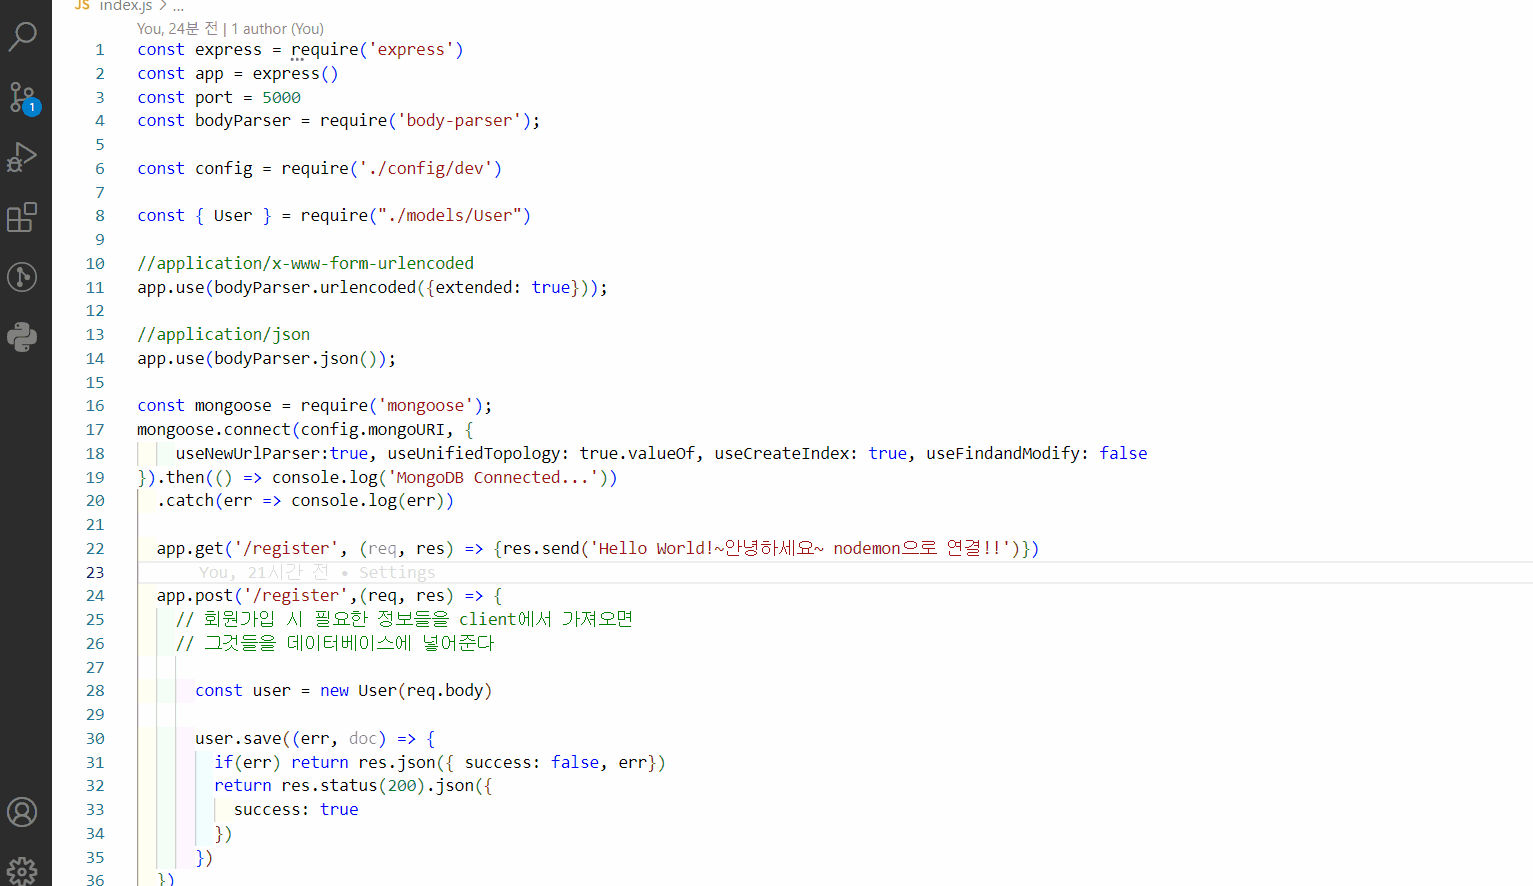 JS index.js > ...
You, 24분 전 | 1 author (You)
1 const express = require('express')
2 const app = express()
3 const port = 5000
4 const bodyParser = require('body-parser');
5
6 const config = require('./config/dev')
7
8 const { User } = require("./models/User")
9
10 //application/x-www-form-urlencoded
11 app.use(bodyParser.urlencoded({extended: true}));
12
13 //application/json
14 app.use(bodyParser.json());
15
16 const mongoose = require('mongoose');
17 mongoose.connect(config.mongoURI, {
18 useNewUrlParser:true, useUnifiedTopology: true.valueOf, useCreateIndex: true, useFindandModify: false
19 }).then(() => console.log('MongoDB Connected...'))
20 .catch(err => console.log(err))
21
22 app.get('/register', (req, res) => {res.send('Hello World!~안녕하세요~ nodemon으로 연결!!')})
23 You, 21시간 전 • Settings
24 app.post('/register',(req, res) => {
25 // 회원가입 시 필요한 정보들을 client에서 가져오면
26 // 그것들을 데이터베이스에 넣어준다
27
28 const user = new User(req.body)
29
30 user.save((err, doc) => {
31 if(err) return res.json({ success: false, err})
32 return res.status(200).json({
33 success: true
34 })
35 })
36 })
1